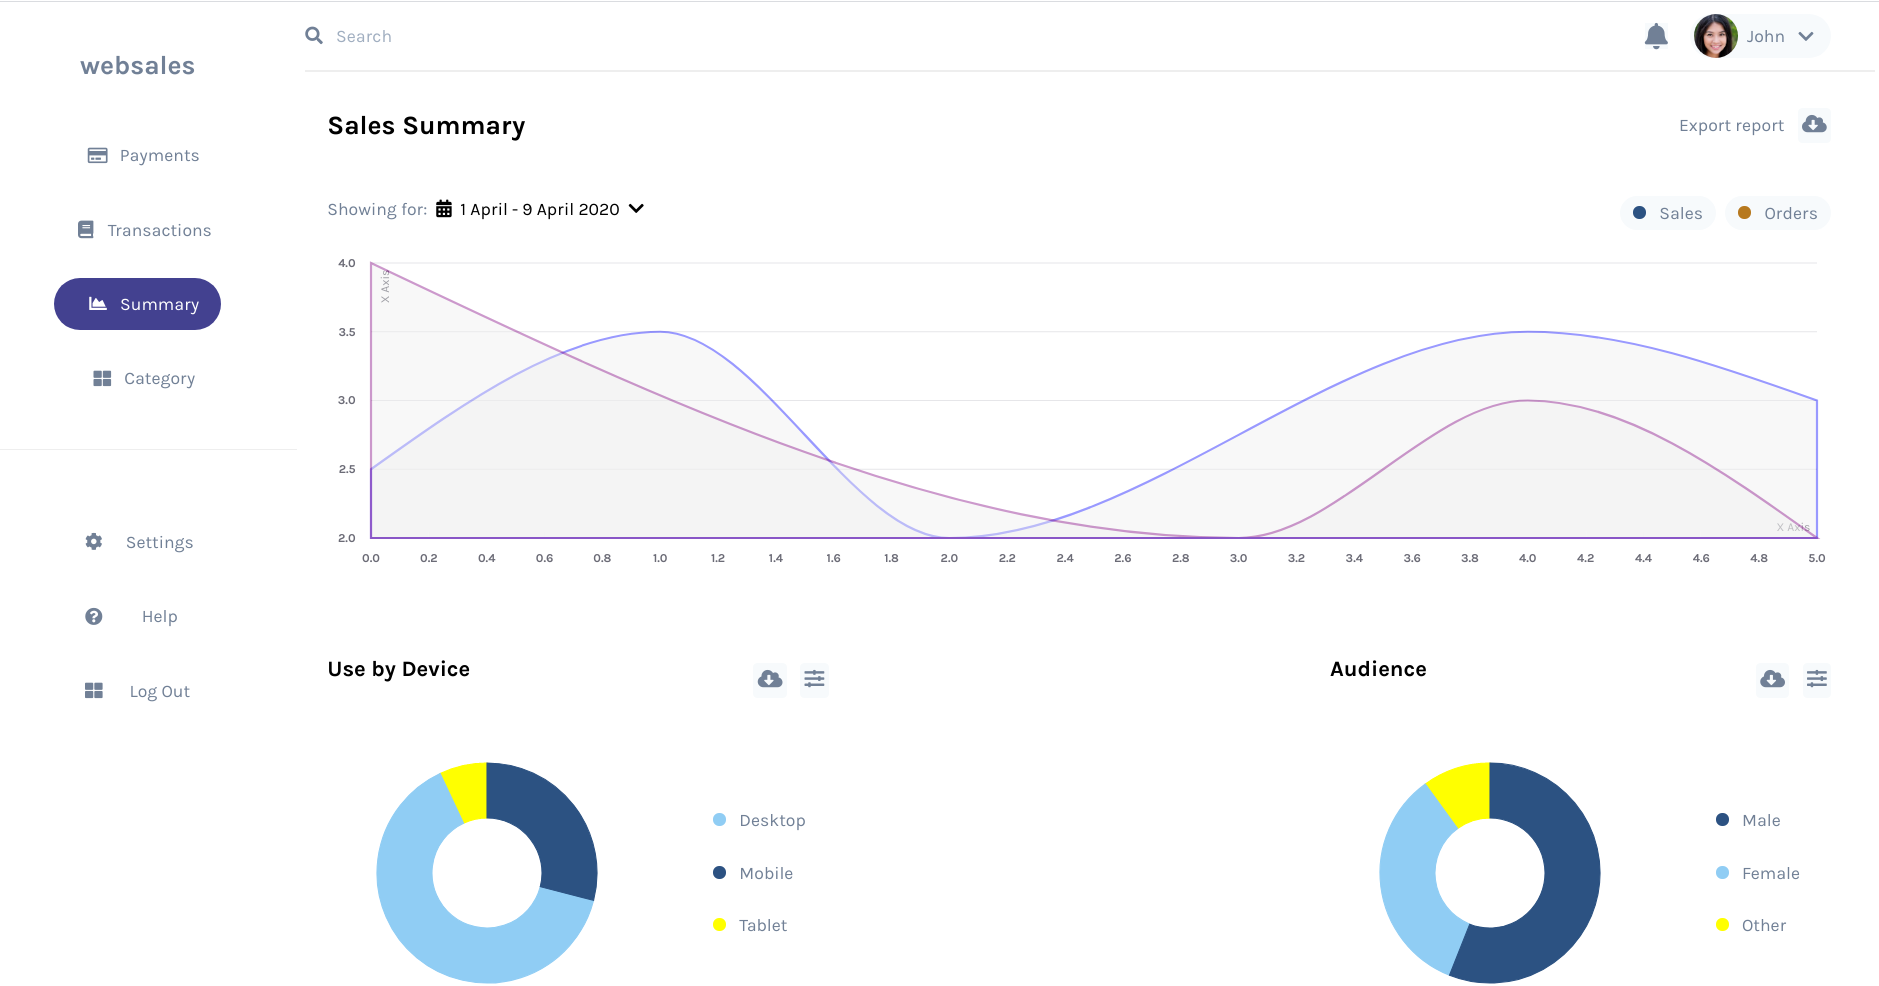 websales
Search
John
Payments
Transactions
Summary
Category
Settings
Help
Log Out
Sales Summary
Export report
Showing for: 1 April - 9 April 2020
Sales
Orders
4.0
3.5
3.0
2.5
2.0
X Axis
X Axis
0.0 0.2 0.4 0.6 0.8 1.0 1.2 1.4 1.6 1.8 2.0 2.2 2.4 2.6 2.8 3.0 3.2 3.4 3.6 3.8 4.0 4.2 4.4 4.6 4.8 5.0
Use by Device
Desktop
Mobile
Tablet
Audience
Male
Female
Other